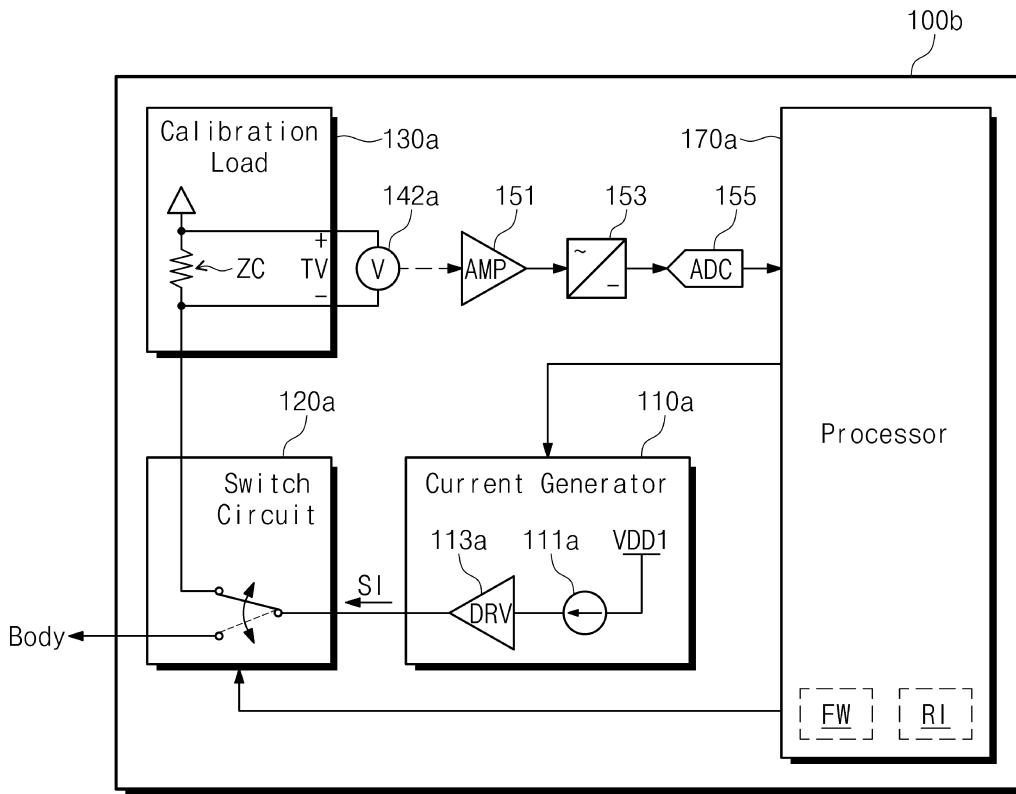 100b
Calibration
Load
130a
170a
142a
151
153
155
+
TV
−
ZC
V
AMP
~
−
ADC
Processor
120a
110a
Switch
Circuit
Current Generator
113a
111a
VDD1
SI
DRV
Body
FW
RI